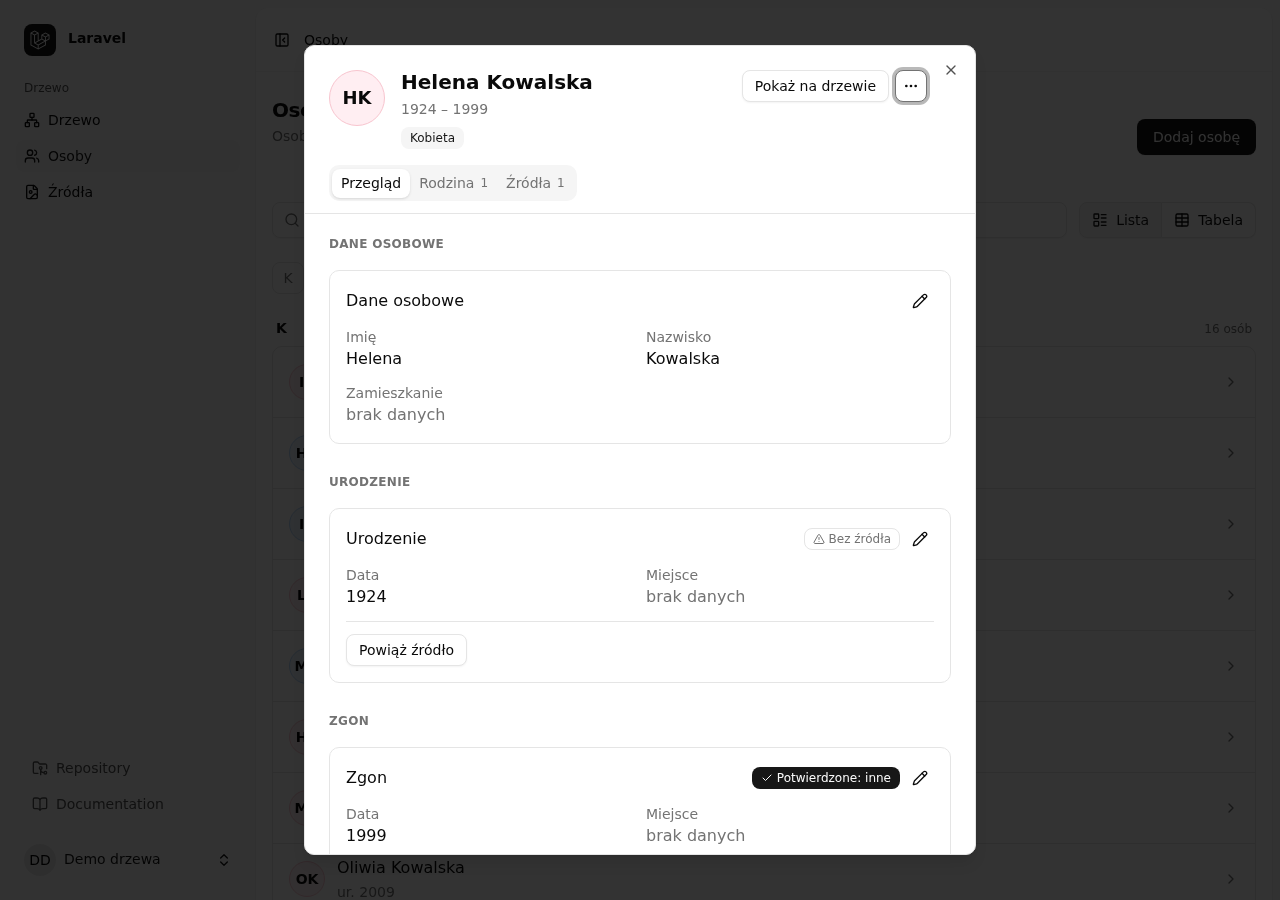 Laravel
Osoby
Drzewo
Drzewo
Osoby
Źródła
Dodaj osobę
Lista
Tabela
K
K
16 osób
HK
Helena Kowalska
1924 – 1999
Kobieta
Pokaż na drzewie
Przegląd
Rodzina 1
Źródła 1
DANE OSOBOWE
Dane osobowe
Imię
Nazwisko
Helena
Kowalska
Zamieszkanie
brak danych
URODZENIE
Urodzenie
Bez źródła
Data
Miejsce
1924
brak danych
Powiąż źródło
ZGON
Zgon
Potwierdzone: inne
Data
Miejsce
1999
brak danych
Repository
Documentation
DD
Demo drzewa
OK
Oliwia Kowalska
ur. 2009